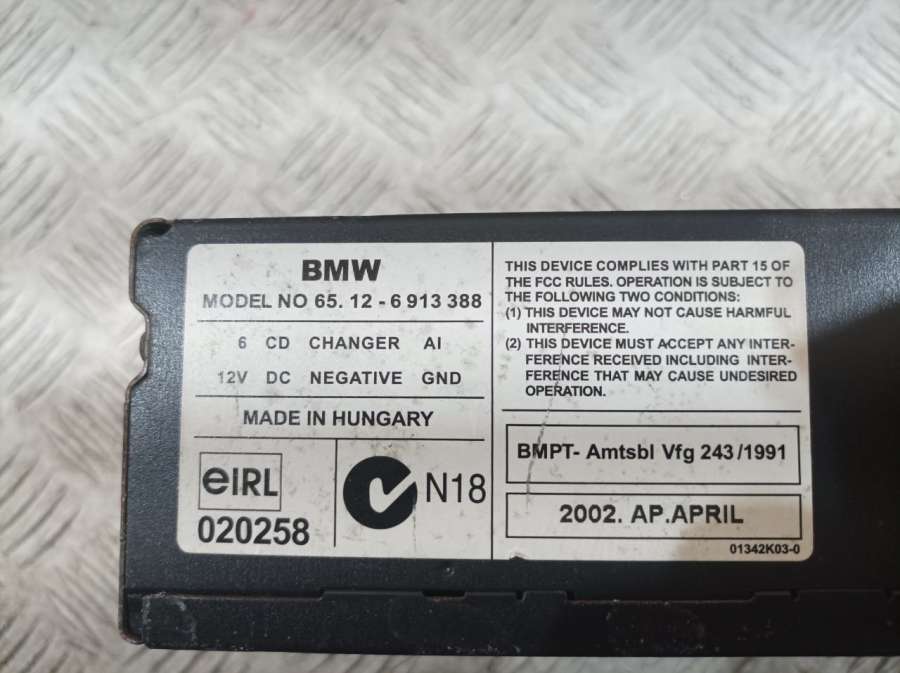 BMW
MODEL NO 65. 12 - 6 913 388
6 CD CHANGER AI
12V DC NEGATIVE GND
MADE IN HUNGARY
eIRL
020258
N18
THIS DEVICE COMPLIES WITH PART 15 OF
THE FCC RULES. OPERATION IS SUBJECT TO
THE FOLLOWING TWO CONDITIONS:
(1) THIS DEVICE MAY NOT CAUSE HARMFUL
INTERFERENCE.
(2) THIS DEVICE MUST ACCEPT ANY INTER-
FERENCE RECEIVED INCLUDING INTER-
FERENCE THAT MAY CAUSE UNDESIRED
OPERATION.
BMPT- Amtsbl Vfg 243/1991
2002. AP.APRIL
01342K03-0